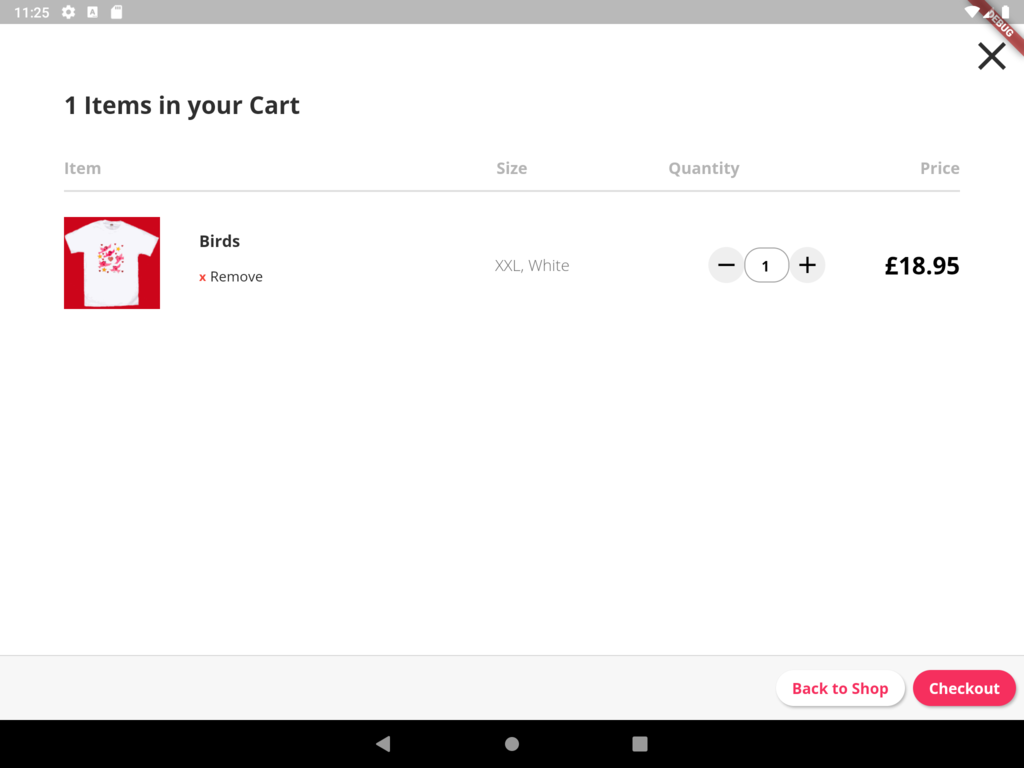 11:25
DEBUG
1 Items in your Cart
Item Size Quantity Price
Birds
x Remove
XXL, White
1
£18.95
Back to Shop
Checkout